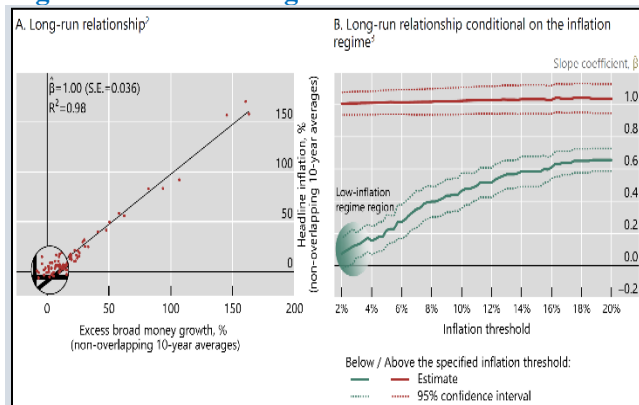 A. Long-run relationship2
β̂=1.00 (S.E.=0.036)
R2=0.98
150
100
50
0
Headline inflation, %
(non-overlapping 10-year averages)
0 50 100 150 200
Excess broad money growth, %
(non-overlapping 10-year averages)
B. Long-run relationship conditional on the inflation
regime3
Slope coefficient, β̂
1.0
0.8
0.6
0.4
0.2
0.0
−0.2
Low-inflation
regime region
2% 4% 6% 8% 10% 12% 14% 16% 18% 20%
Inflation threshold
Below / Above the specified inflation threshold:
Estimate
95% confidence interval